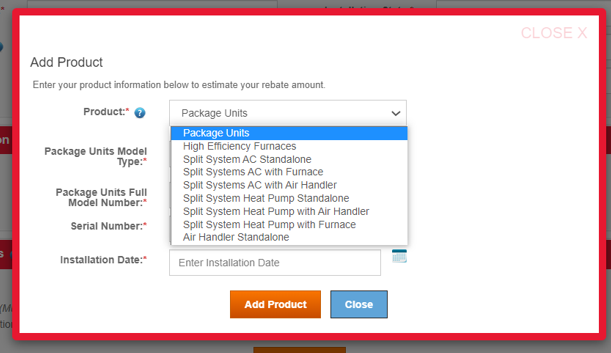 CLOSE X
Add Product
Enter your product information below to estimate your rebate amount.
Product:*
Package Units
Package Units
High Efficiency Furnaces
Split System AC Standalone
Split Systems AC with Furnace
Split Systems AC with Air Handler
Split System Heat Pump Standalone
Split System Heat Pump with Air Handler
Split System Heat Pump with Furnace
Air Handler Standalone
Package Units Model
Type:*
Package Units Full
Model Number:*
Serial Number:*
Installation Date:*
Enter Installation Date
Add Product
Close